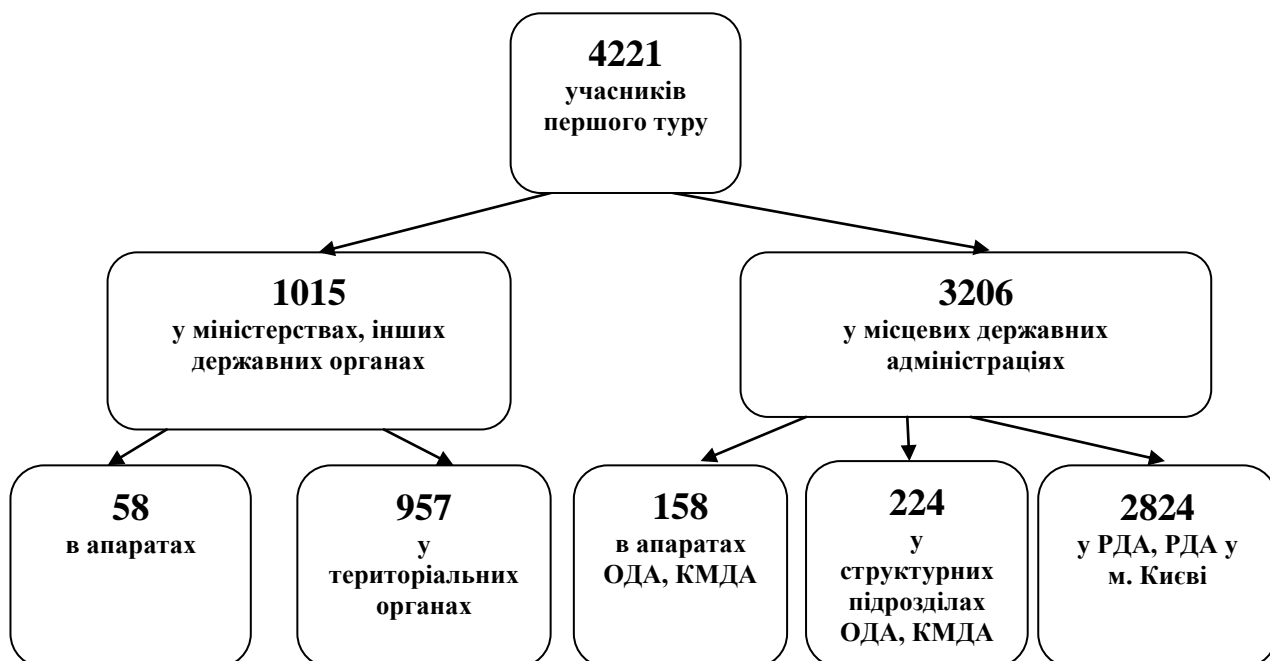 4221
учасників
першого туру
1015
у міністерствах, інших
державних органах
3206
у місцевих державних
адміністраціях
58
в апаратах
957
у
територіальних
органах
158
в апаратах
ОДА, КМДА
224
у
структурних
підрозділах
ОДА, КМДА
2824
у РДА, РДА у
м. Києві